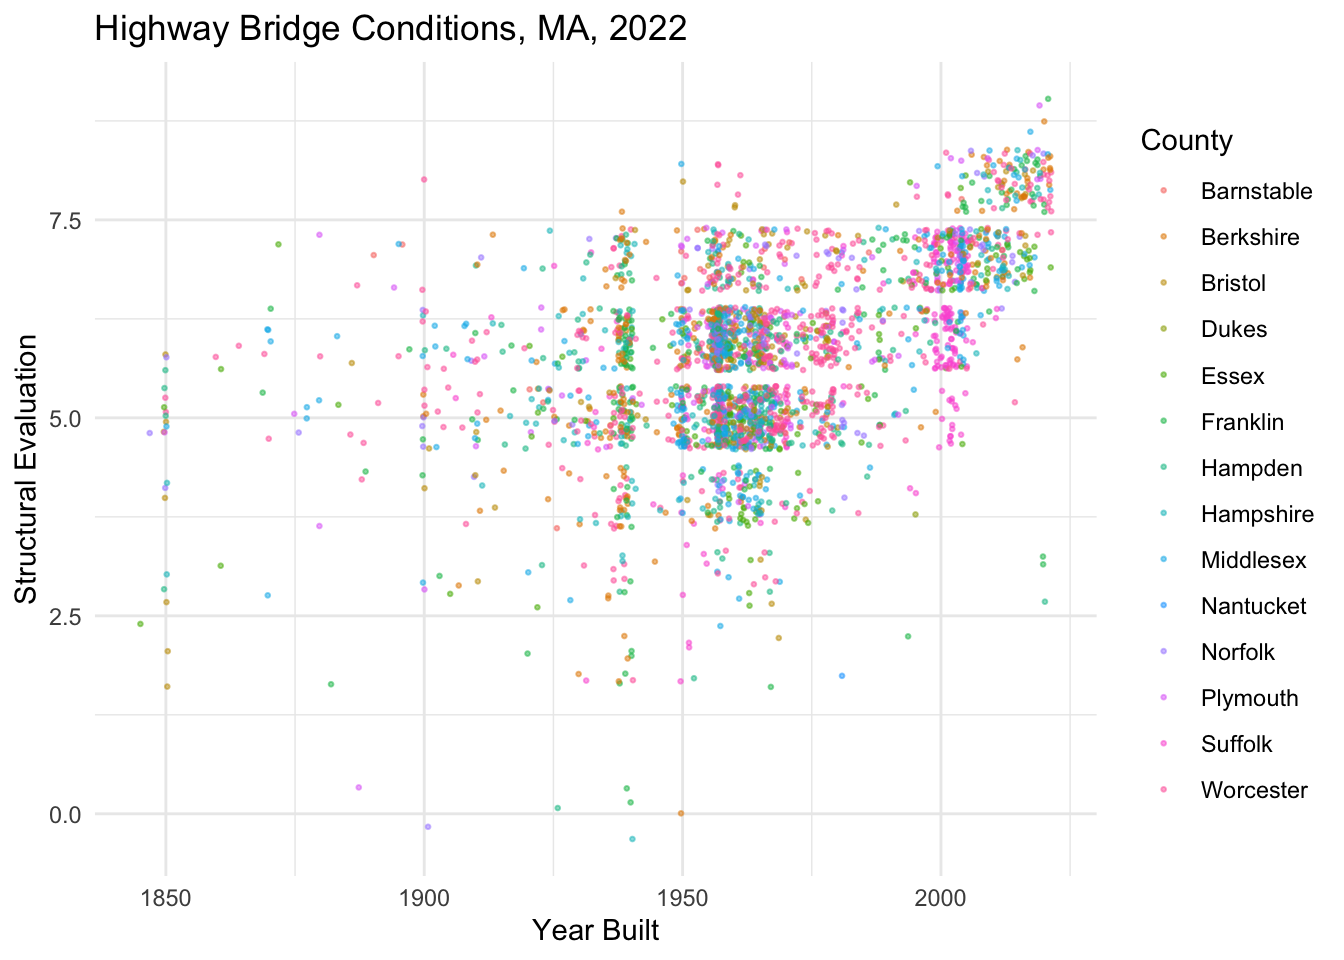 Highway Bridge Conditions, MA, 2022
Structural Evaluation
7.5
5.0
2.5
0.0
1850
1900
1950
2000
Year Built
County
Barnstable
Berkshire
Bristol
Dukes
Essex
Franklin
Hampden
Hampshire
Middlesex
Nantucket
Norfolk
Plymouth
Suffolk
Worcester